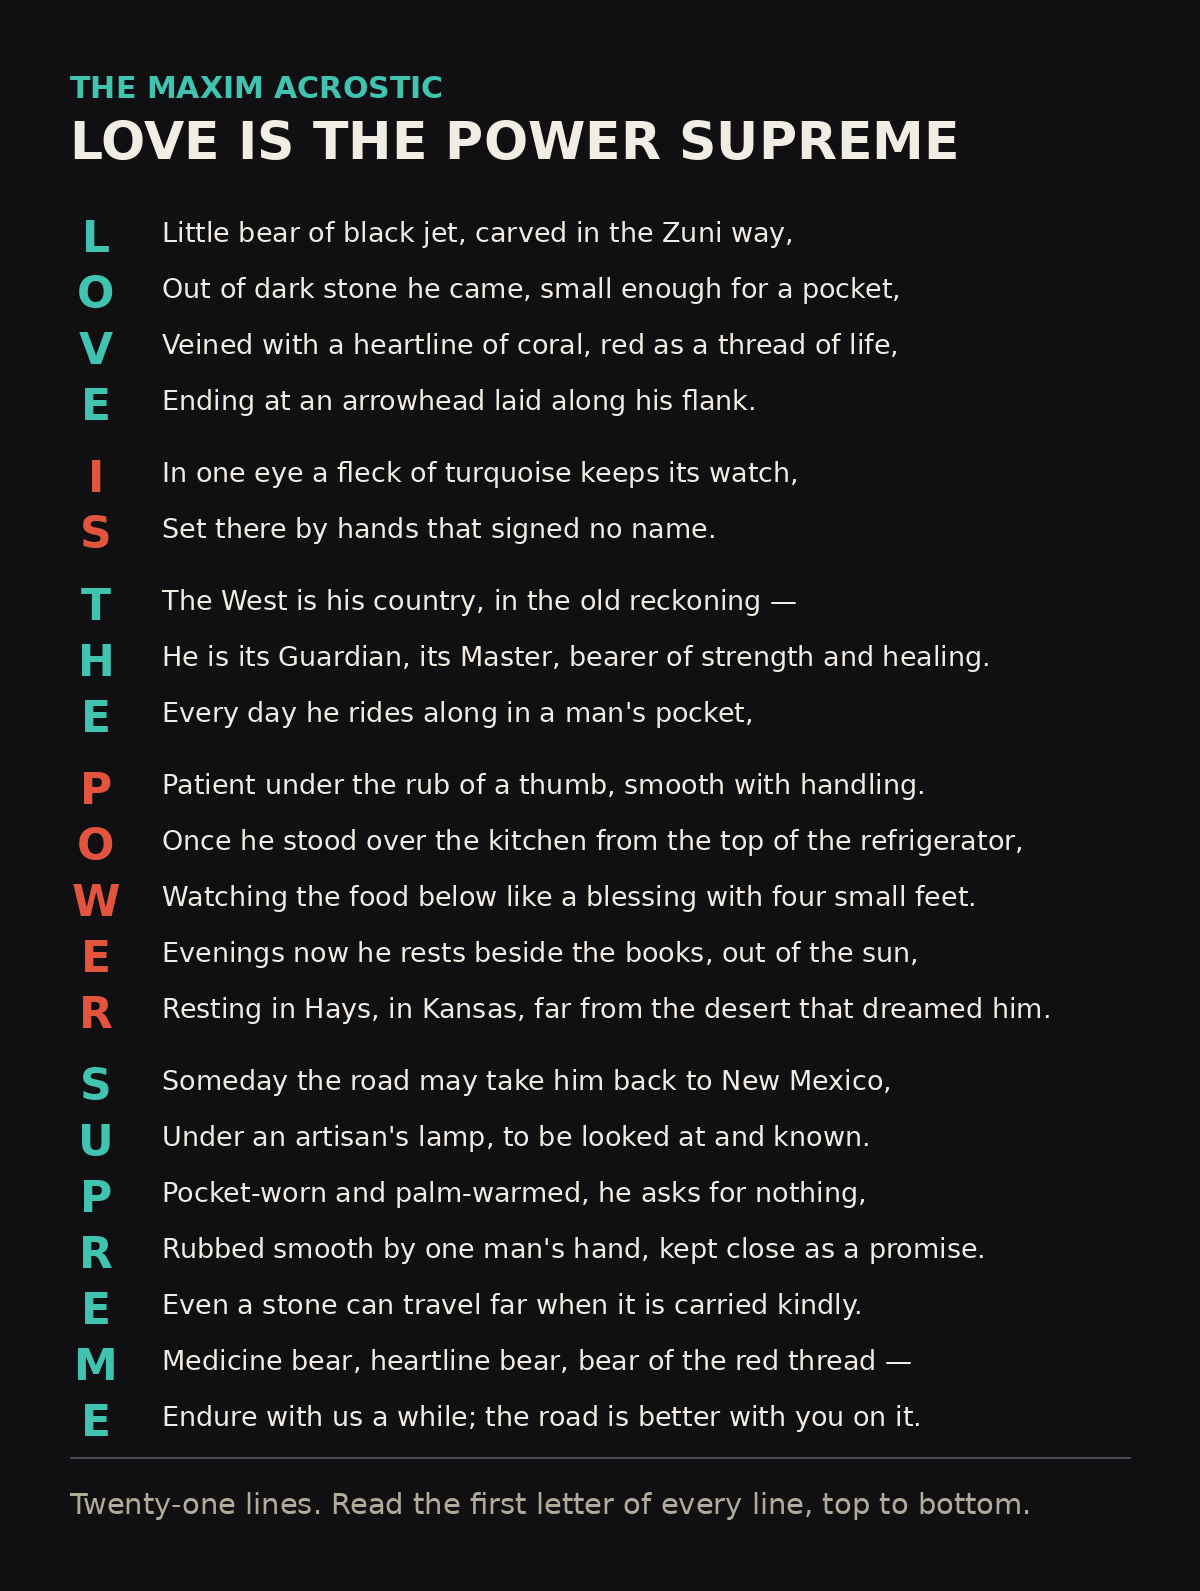 THE MAXIM ACROSTIC
LOVE IS THE POWER SUPREME
L Little bear of black jet, carved in the Zuni way,
O Out of dark stone he came, small enough for a pocket,
V Veined with a heartline of coral, red as a thread of life,
E Ending at an arrowhead laid along his flank.
I In one eye a fleck of turquoise keeps its watch,
S Set there by hands that signed no name.
T The West is his country, in the old reckoning —
H He is its Guardian, its Master, bearer of strength and healing.
E Every day he rides along in a man's pocket,
P Patient under the rub of a thumb, smooth with handling.
O Once he stood over the kitchen from the top of the refrigerator,
W Watching the food below like a blessing with four small feet.
E Evenings now he rests beside the books, out of the sun,
R Resting in Hays, in Kansas, far from the desert that dreamed him.
S Someday the road may take him back to New Mexico,
U Under an artisan's lamp, to be looked at and known.
P Pocket-worn and palm-warmed, he asks for nothing,
R Rubbed smooth by one man's hand, kept close as a promise.
E Even a stone can travel far when it is carried kindly.
M Medicine bear, heartline bear, bear of the red thread —
E Endure with us a while; the road is better with you on it.
Twenty-one lines. Read the first letter of every line, top to bottom.